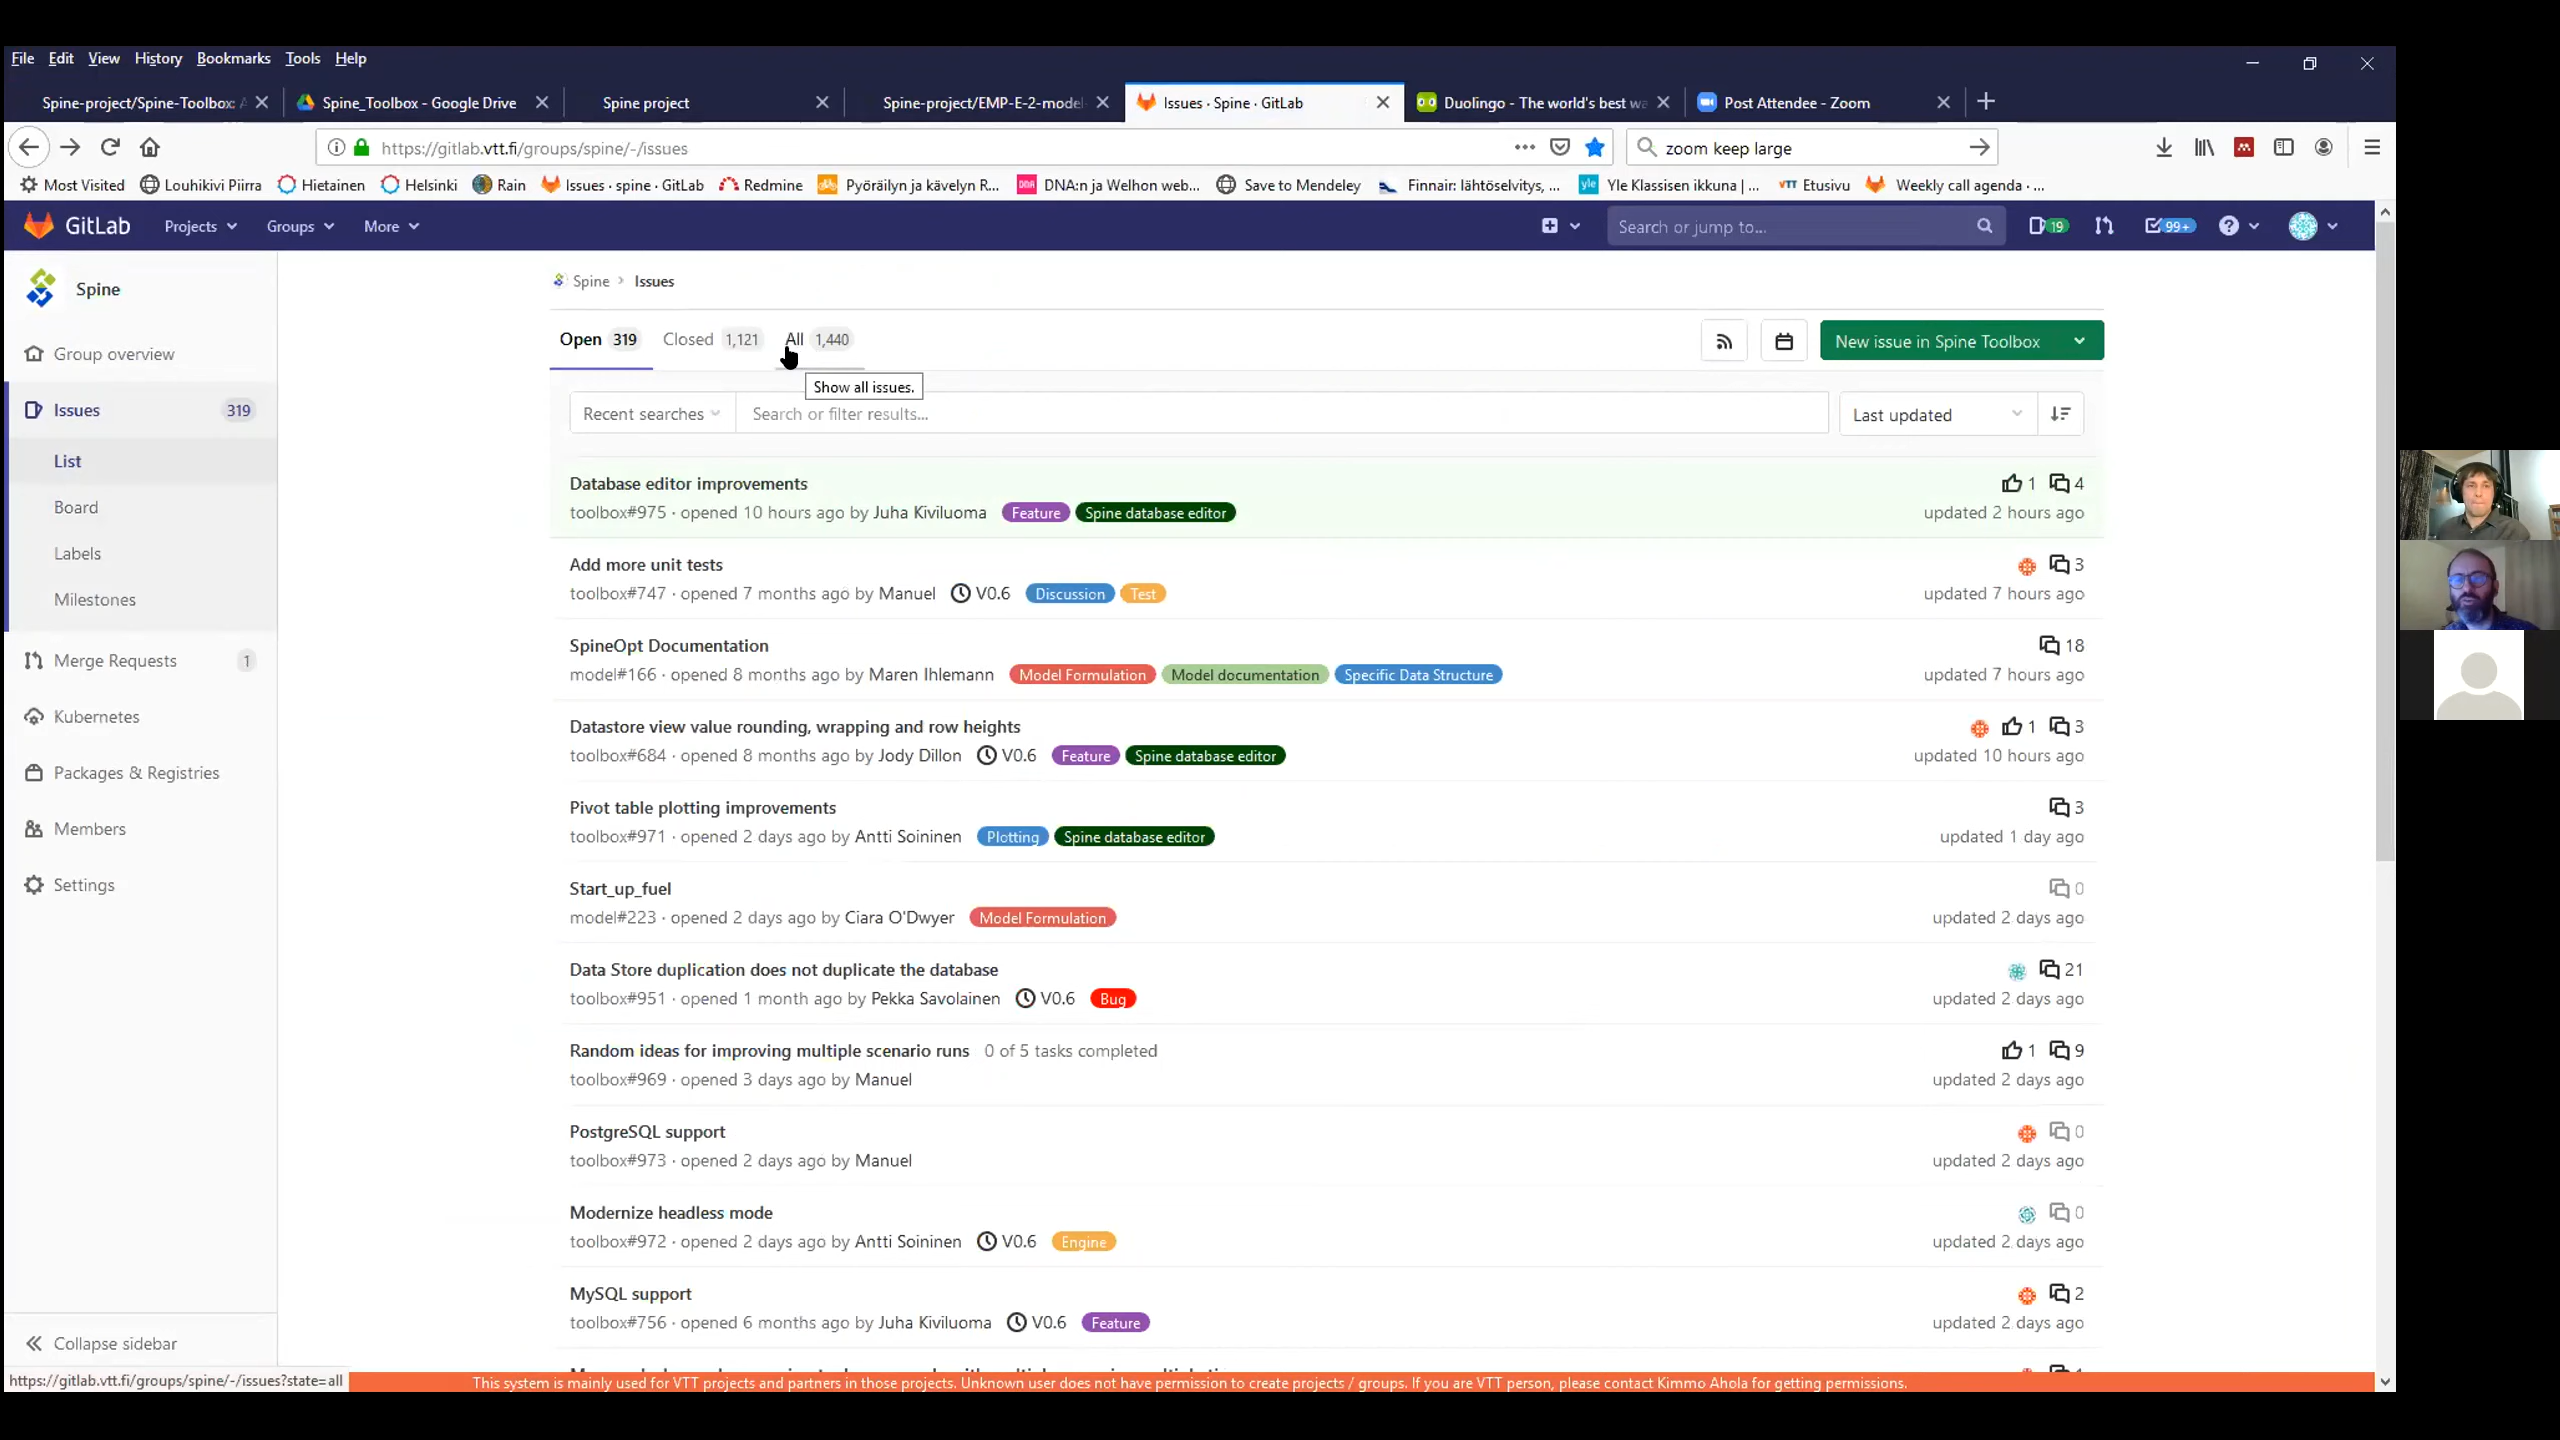 File Edit View History Bookmarks Tools Help
Spine-project/Spine-Toolbox: Spine_Toolbox - Google Drive Spine project Spine-project/EMP-E-2-model Issues · Spine · GitLab Duolingo - The world's best Post Attendee - Zoom
https://gitlab.vtt.fi/groups/spine/-/issues zoom keep large
Most Visited Louhikivi Piirra Hietainen Helsinki Rain Issues · spine · GitLab Redmine Pyöräilyn ja kävelyn R... DNA:n ja Welhon web... Save to Mendeley Finnair: lähtöselvitys, ... Yle Klassisen ikkuna | ... Etusivu Weekly call agenda · ...
GitLab Projects Groups More Search or jump to... 19 99+
Spine
Group overview
Issues 319
List
Board
Labels
Milestones
Merge Requests 1
Kubernetes
Packages & Registries
Members
Settings
Collapse sidebar
Spine › Issues
Open 319 Closed 1,121 All 1,440 New issue in Spine Toolbox
Show all issues.
Recent searches Search or filter results... Last updated
Database editor improvements 1 4
toolbox#975 · opened 10 hours ago by Juha Kiviluoma Feature Spine database editor updated 2 hours ago
Add more unit tests 3
toolbox#747 · opened 7 months ago by Manuel V0.6 Discussion Test updated 7 hours ago
SpineOpt Documentation 18
model#166 · opened 8 months ago by Maren Ihlemann Model Formulation Model documentation Specific Data Structure updated 7 hours ago
Datastore view value rounding, wrapping and row heights 1 3
toolbox#684 · opened 8 months ago by Jody Dillon V0.6 Feature Spine database editor updated 10 hours ago
Pivot table plotting improvements 3
toolbox#971 · opened 2 days ago by Antti Soininen Plotting Spine database editor updated 1 day ago
Start_up_fuel 0
model#223 · opened 2 days ago by Ciara O'Dwyer Model Formulation updated 2 days ago
Data Store duplication does not duplicate the database 21
toolbox#951 · opened 1 month ago by Pekka Savolainen V0.6 Bug updated 2 days ago
Random ideas for improving multiple scenario runs 0 of 5 tasks completed 1 9
toolbox#969 · opened 3 days ago by Manuel updated 2 days ago
PostgreSQL support 0
toolbox#973 · opened 2 days ago by Manuel updated 2 days ago
Modernize headless mode 0
toolbox#972 · opened 2 days ago by Antti Soininen V0.6 Engine updated 2 days ago
MySQL support 2
toolbox#756 · opened 6 months ago by Juha Kiviluoma V0.6 Feature updated 2 days ago
https://gitlab.vtt.fi/groups/spine/-/issues?state=all
This system is mainly used for VTT projects and partners in those projects. Unknown user does not have permission to create projects / groups. If you are VTT person, please contact Kimmo Ahola for getting permissions.